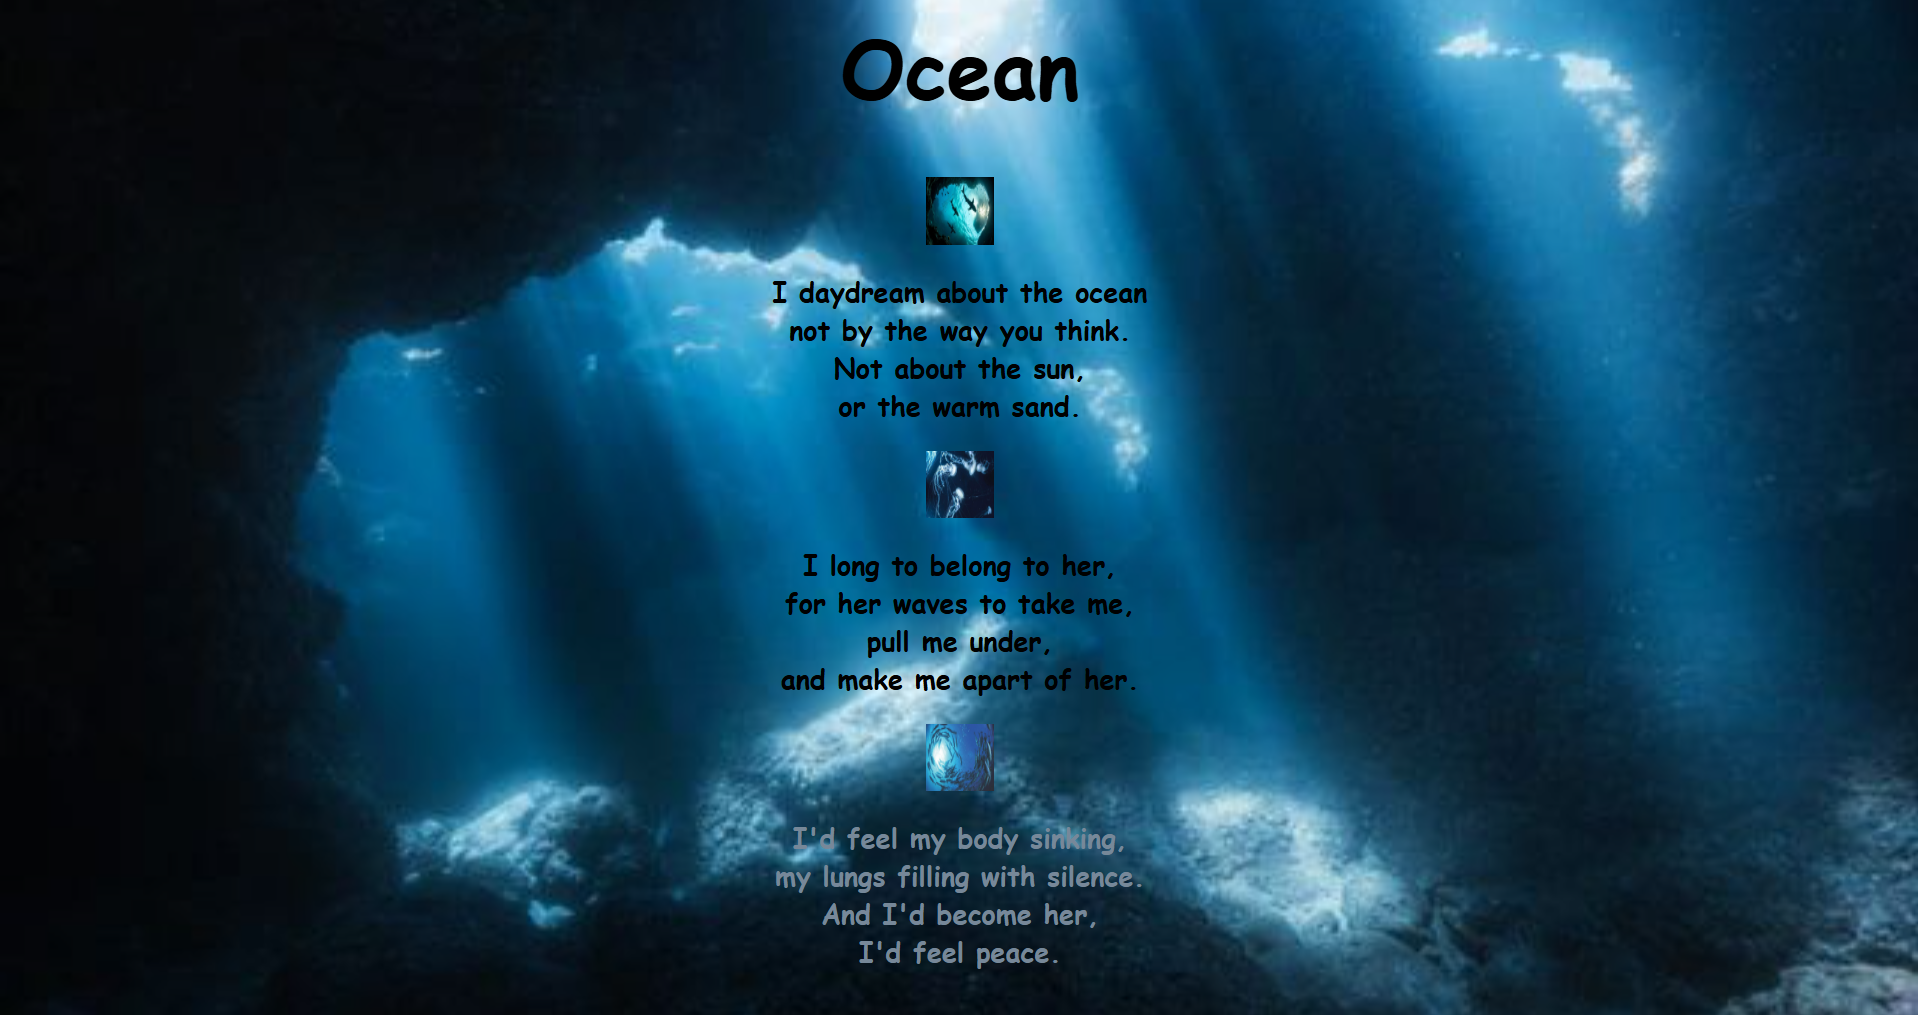 Ocean
I daydream about the ocean
not by the way you think.
Not about the sun,
or the warm sand.
I long to belong to her,
for her waves to take me,
pull me under,
and make me apart of her.
I'd feel my body sinking,
my lungs filling with silence.
And I'd become her,
I'd feel peace.